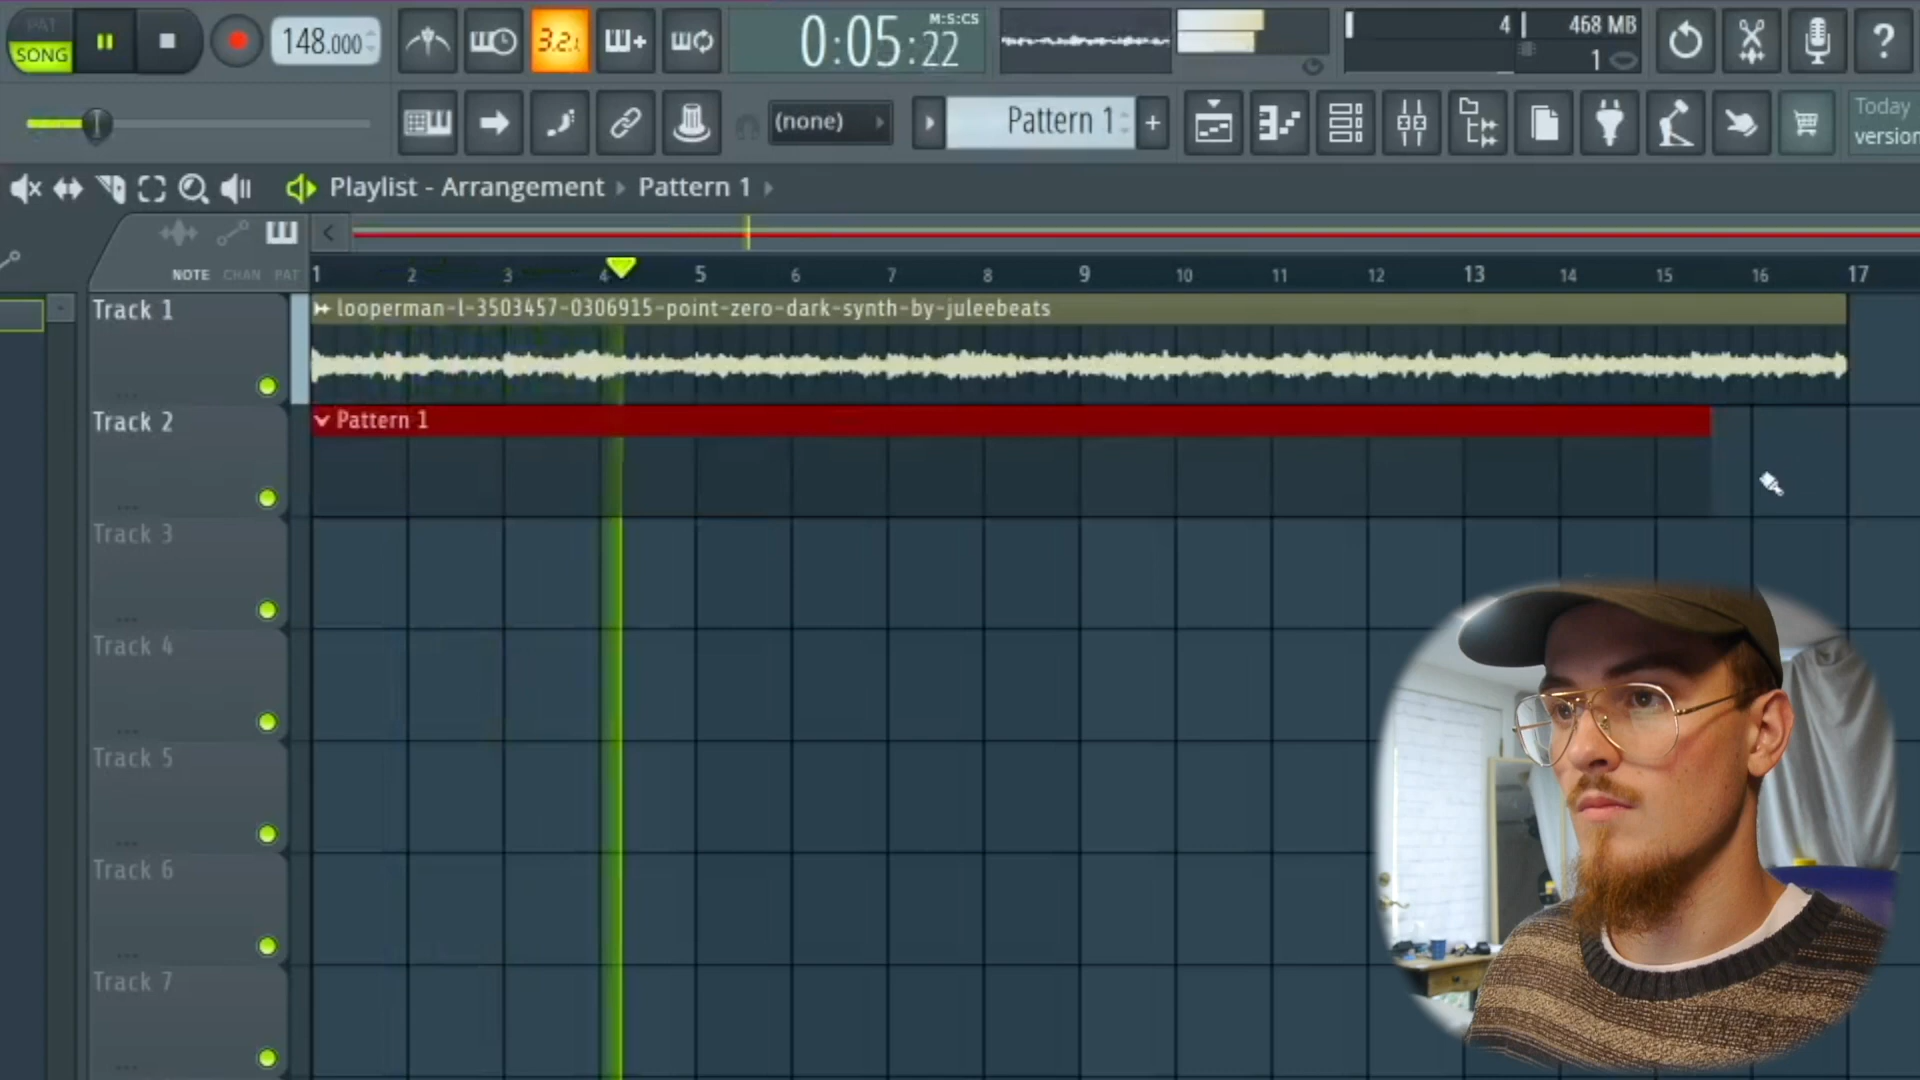 PAT
SONG
148.000
3.2.1
0:05:22
M:S:CS
4
468 MB
1
(none)
Pattern 1
Today
version
Playlist - Arrangement
Pattern 1
NOTE CHAN PAT
1 2 3 4 5 6 7 8 9 10 11 12 13 14 15 16 17
Track 1
looperman-l-3503457-0306915-point-zero-dark-synth-by-juleebeats
Track 2
Pattern 1
Track 3
Track 4
Track 5
Track 6
Track 7